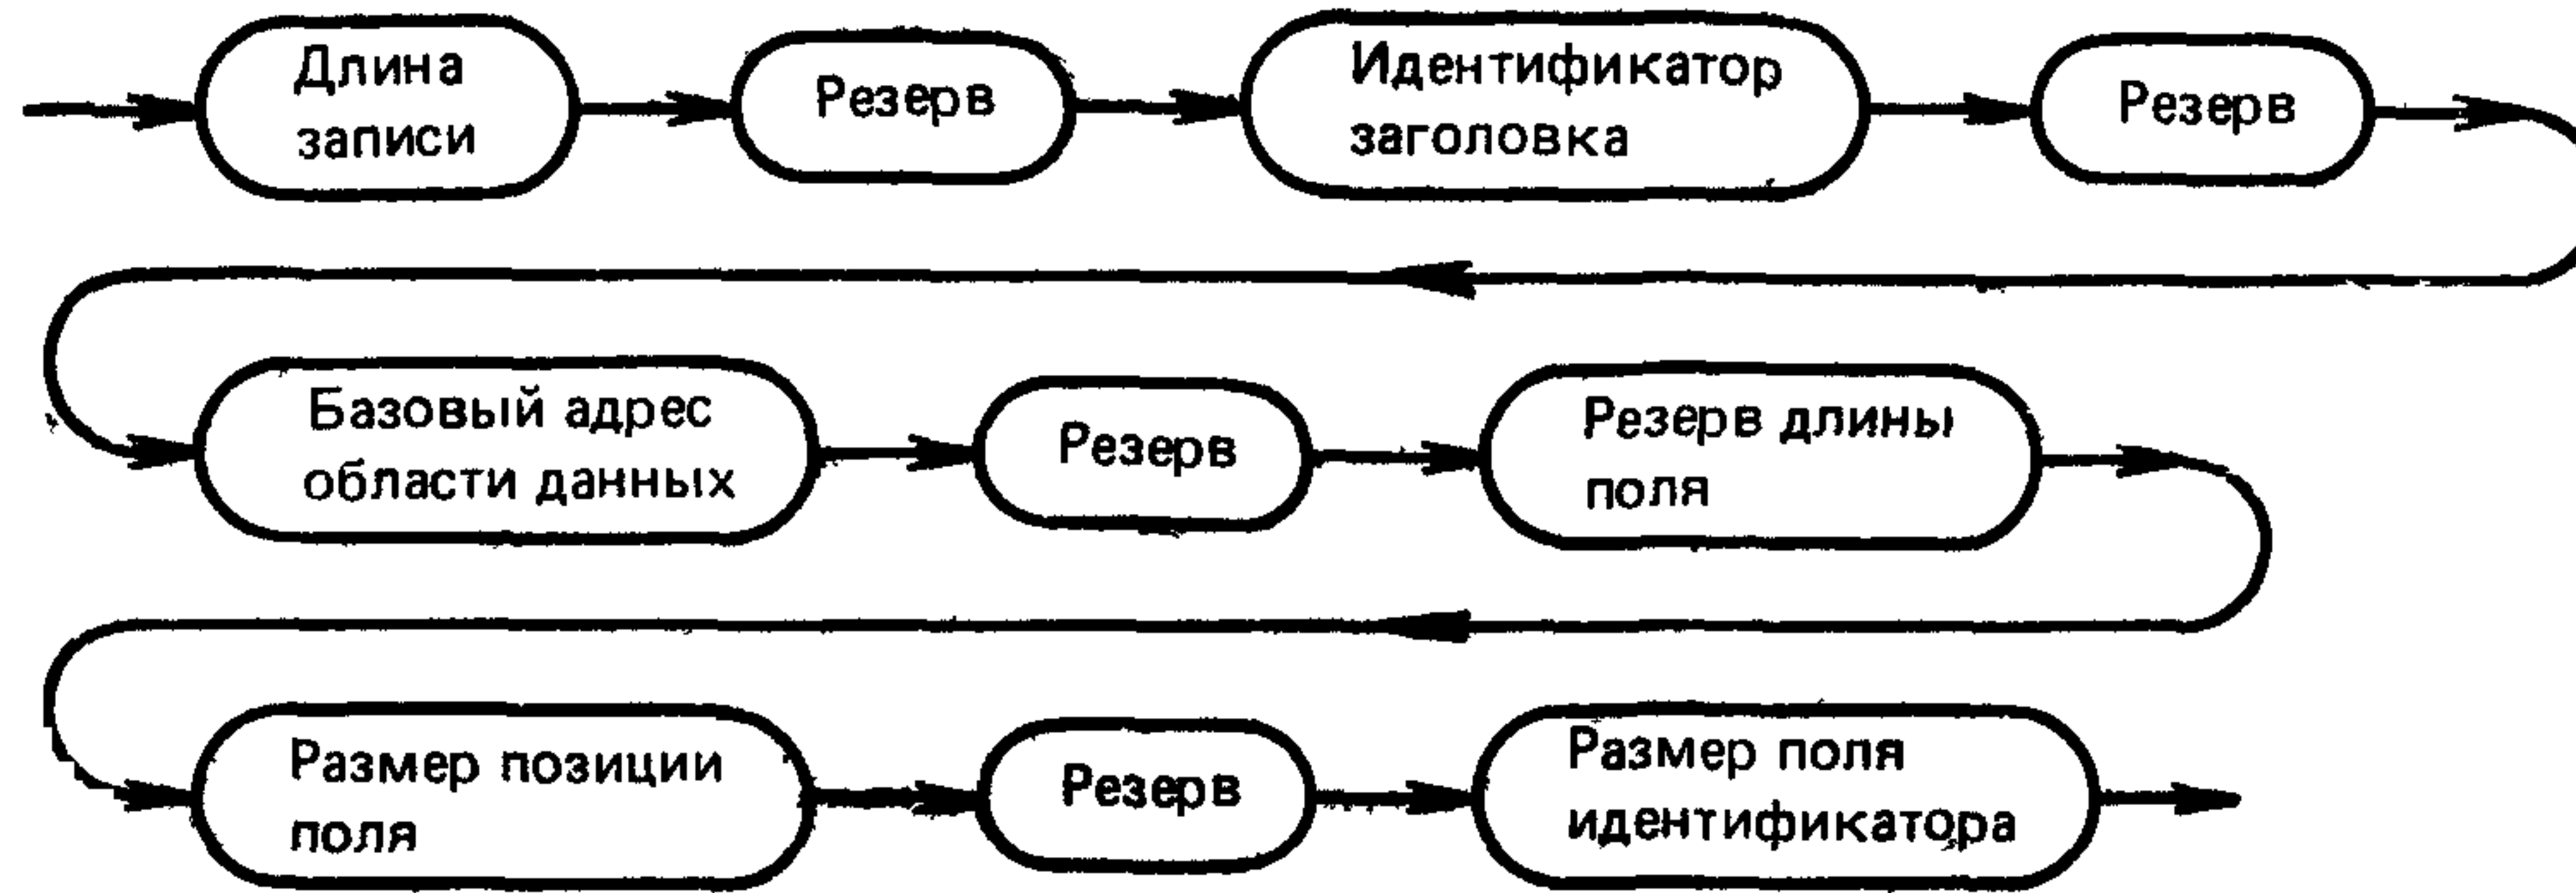 Длина
записи
Резерв
Идентификатор
заголовка
Резерв
Базовый адрес
области данных
Резерв
Резерв длины
поля
Размер позиции
поля
Резерв
Размер поля
идентификатора